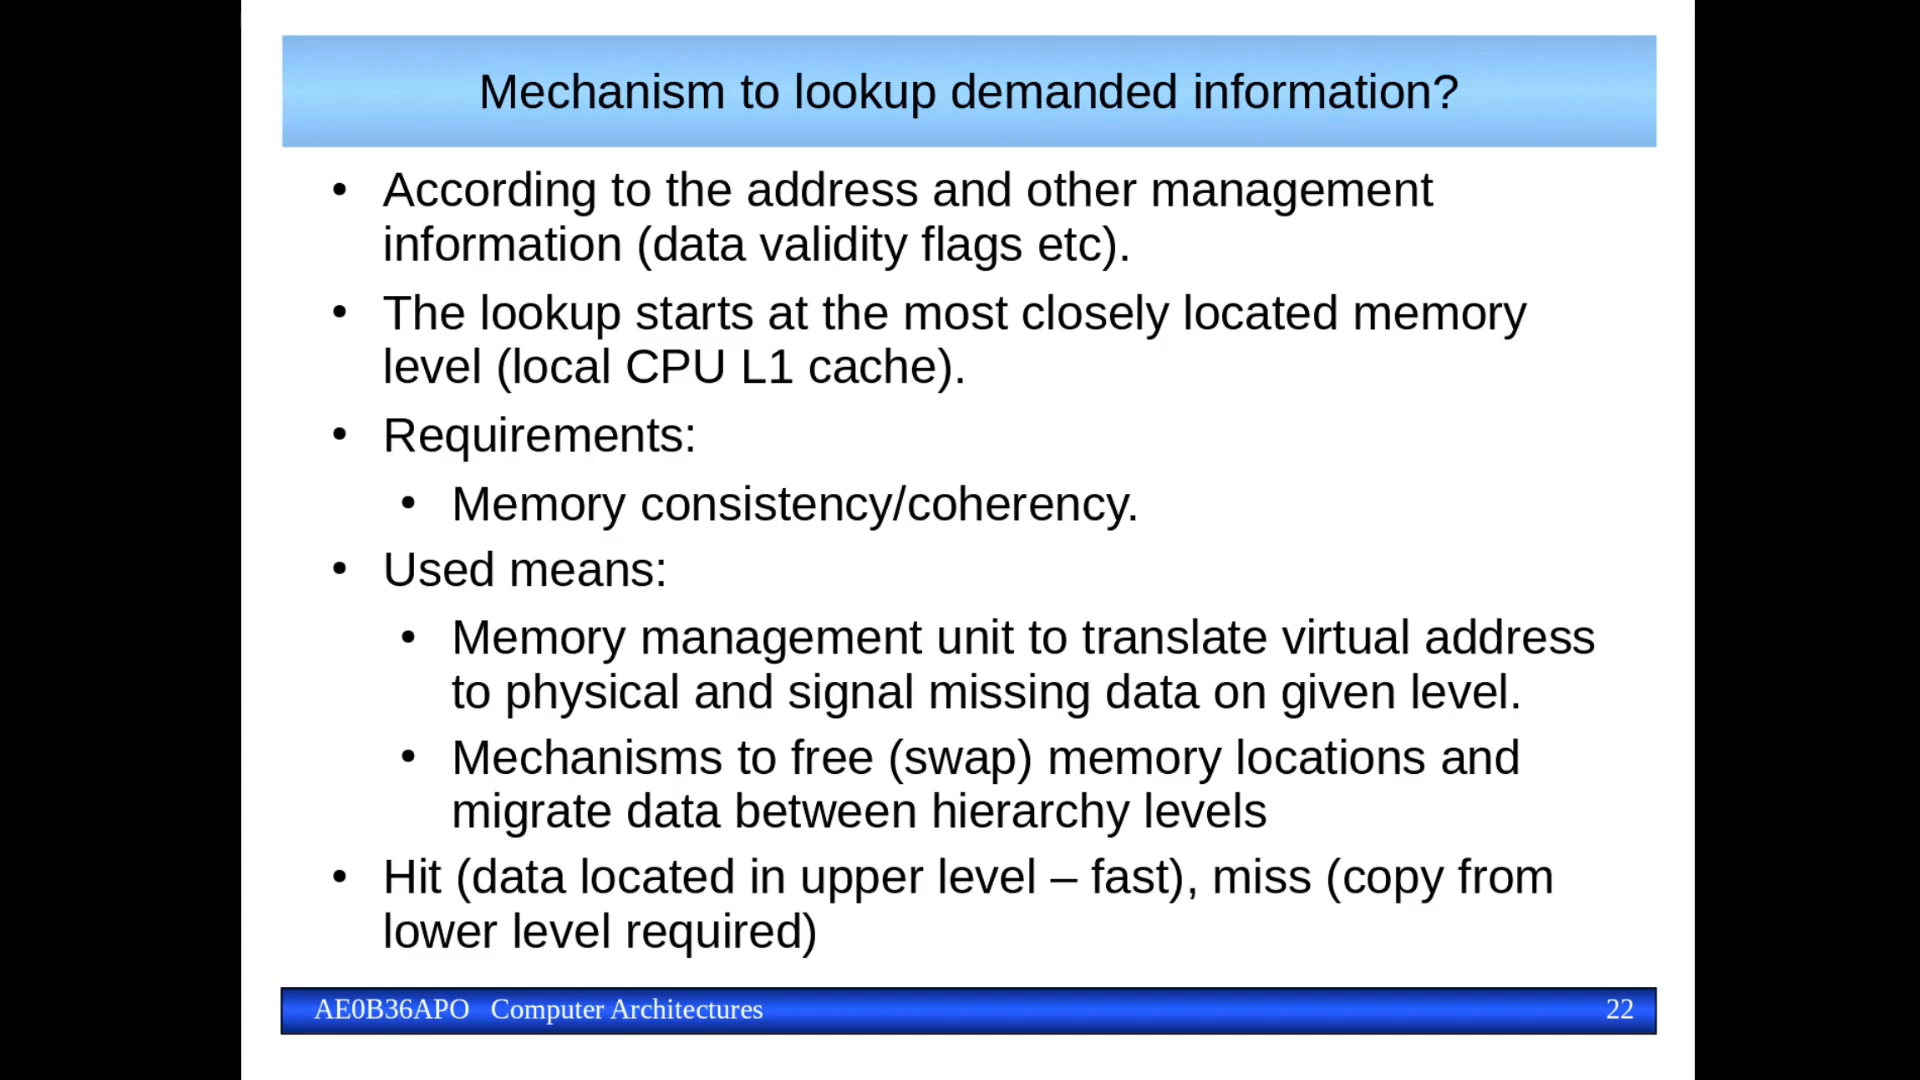 Mechanism to lookup demanded information?
• According to the address and other management
information (data validity flags etc).
• The lookup starts at the most closely located memory
level (local CPU L1 cache).
• Requirements:
• Memory consistency/coherency.
• Used means:
• Memory management unit to translate virtual address
to physical and signal missing data on given level.
• Mechanisms to free (swap) memory locations and
migrate data between hierarchy levels
• Hit (data located in upper level – fast), miss (copy from
lower level required)
AE0B36APO Computer Architectures 22